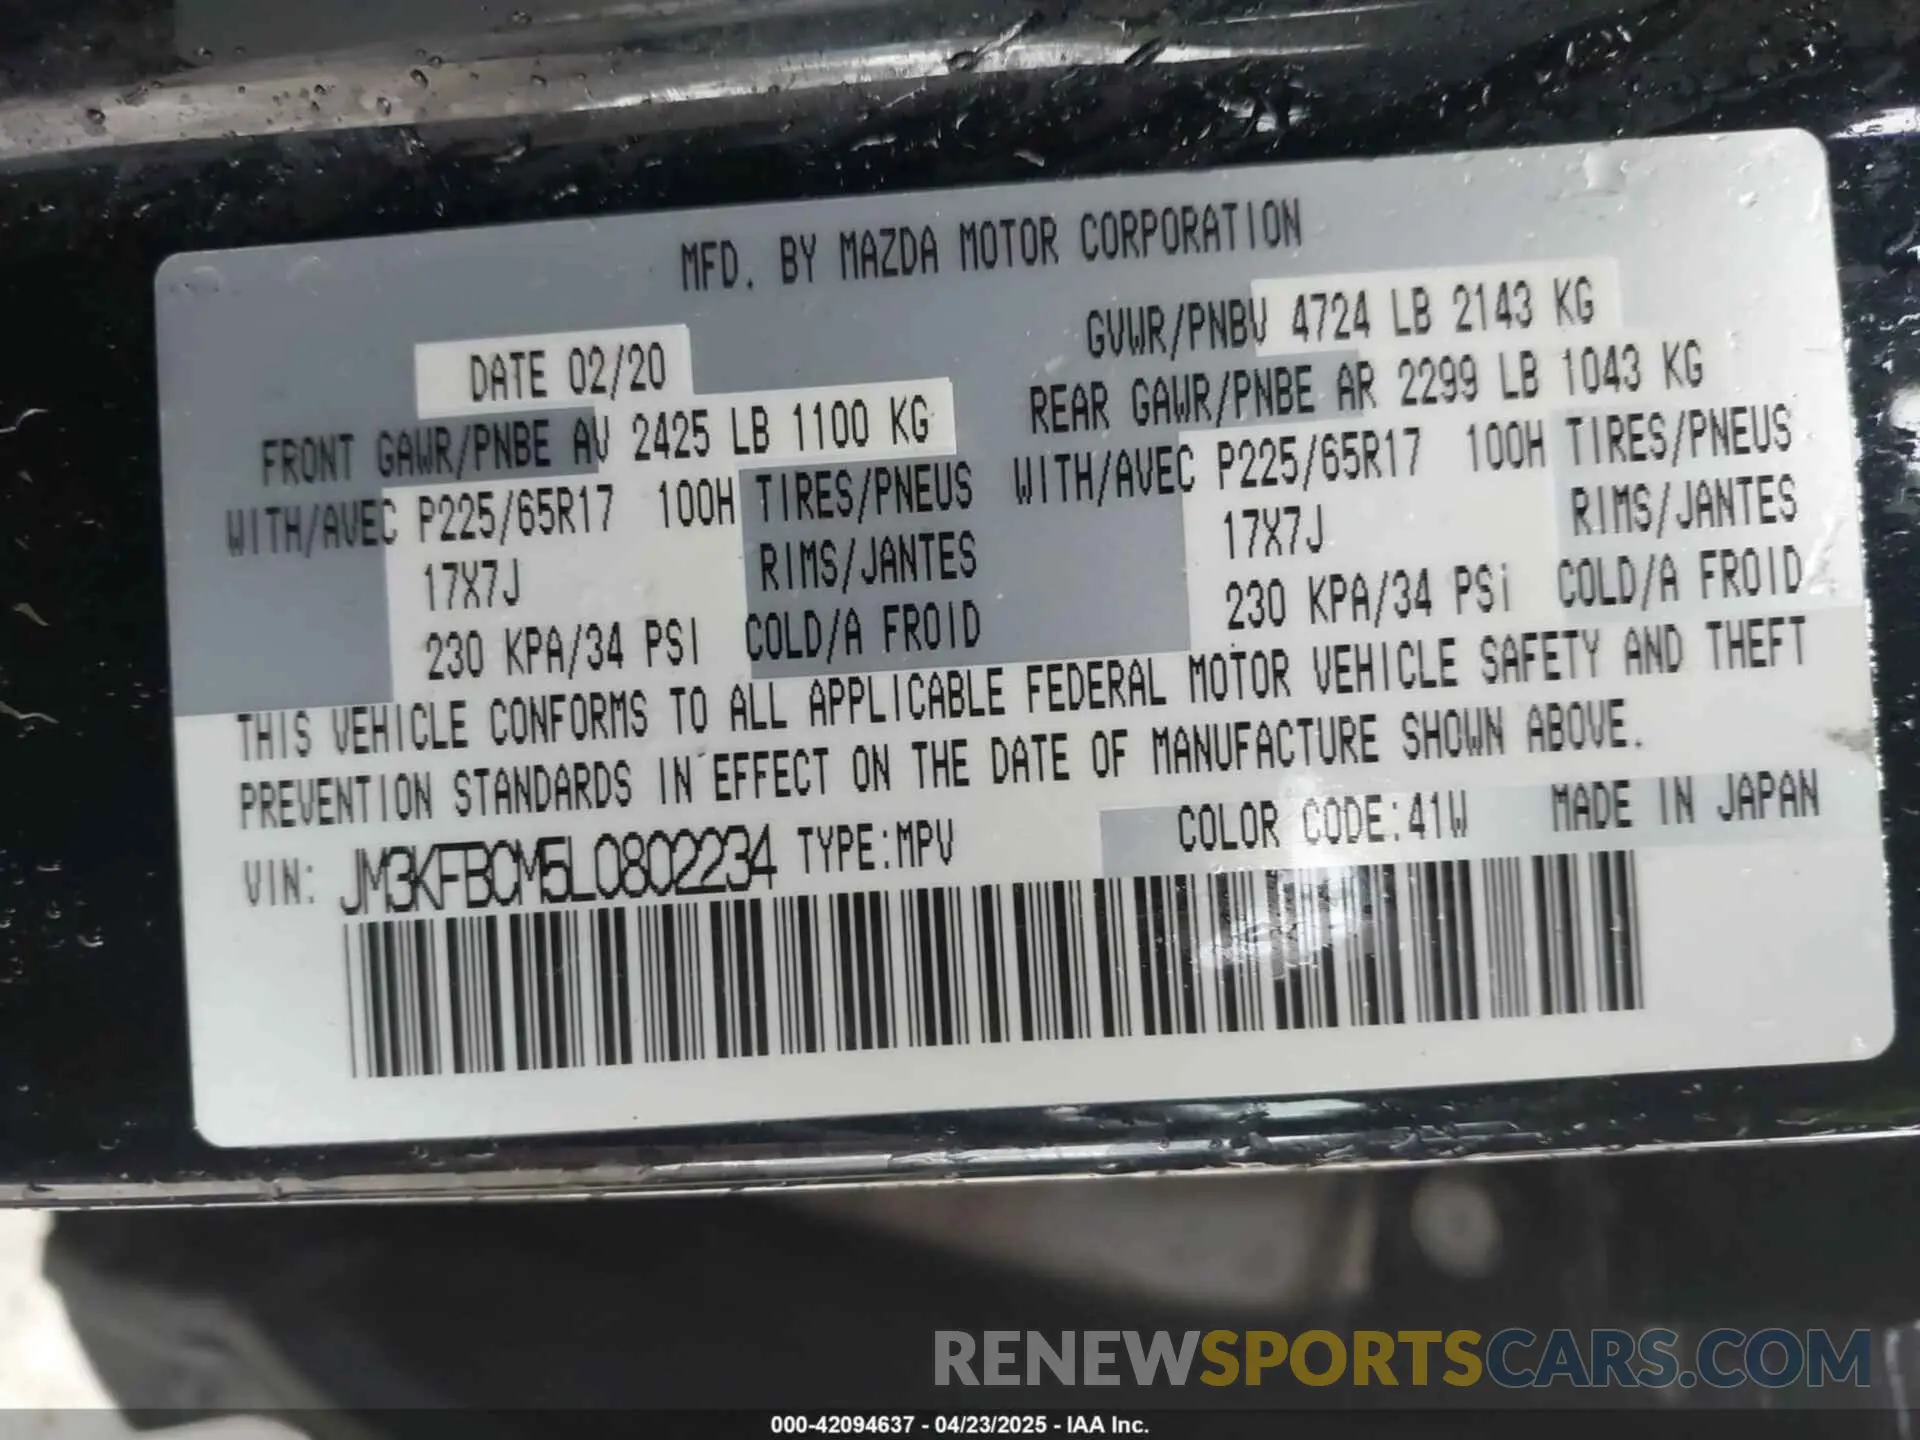 MFD. BY MAZDA MOTOR CORPORATION
DATE 02/20
GVWR/PNBV 4724 LB 2143 KG
FRONT GAWR/PNBE AV 2425 LB 1100 KG
REAR GAWR/PNBE AR 2299 LB 1043 KG
WITH/AVEC P225/65R17 100H TIRES/PNEUS
WITH/AVEC P225/65R17 100H TIRES/PNEUS
17X7J RIMS/JANTES
17X7J RIMS/JANTES
230 KPA/34 PSI COLD/A FROID
230 KPA/34 PSi COLD/A FROID
THIS VEHICLE CONFORMS TO ALL APPLICABLE FEDERAL MOTOR VEHICLE SAFETY AND THEFT
PREVENTION STANDARDS IN EFFECT ON THE DATE OF MANUFACTURE SHOWN ABOVE.
VIN: JM3KFBCM5L0802234 TYPE:MPV COLOR CODE:41W MADE IN JAPAN
RENEWSPORTSCARS.COM
000-42094637 - 04/23/2025 - IAA Inc.